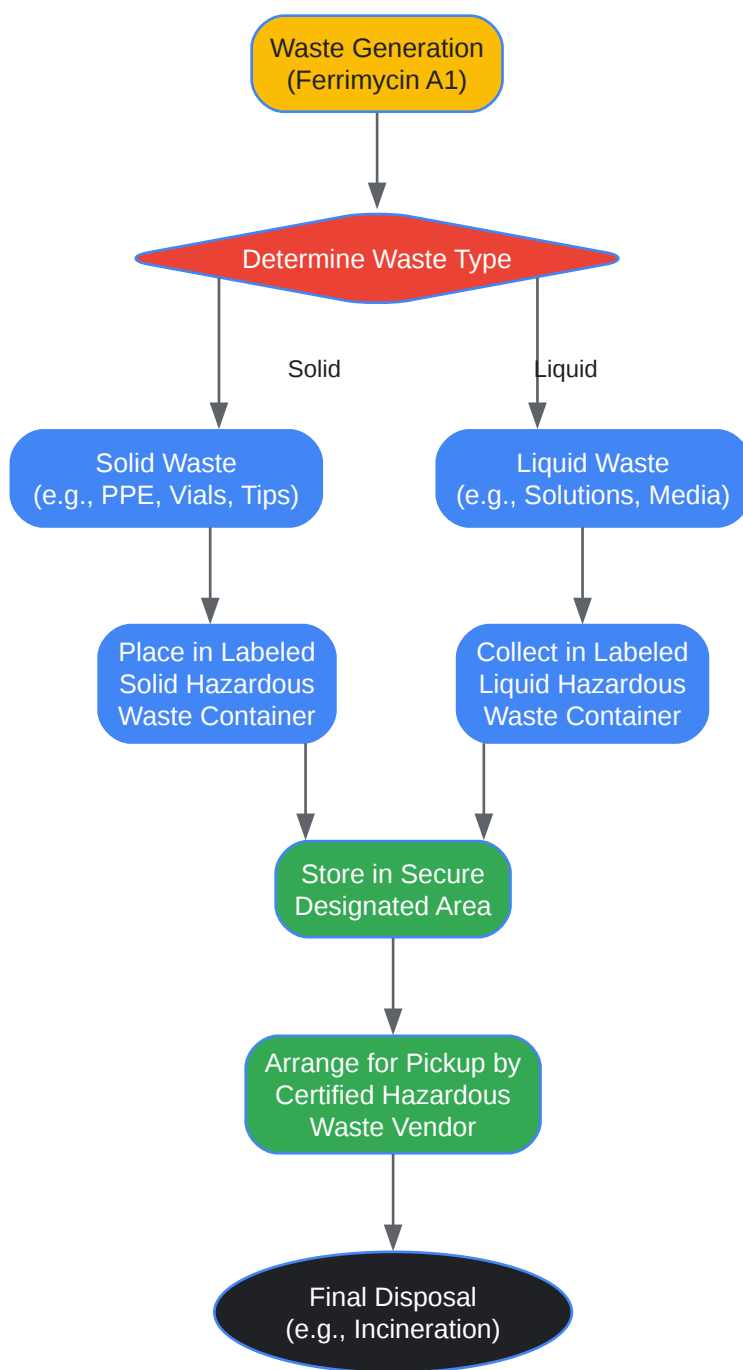 Waste Generation
(Ferrimycin A1)
Determine Waste Type
Solid
Liquid
Solid Waste
(e.g., PPE, Vials, Tips)
Liquid Waste
(e.g., Solutions, Media)
Place in Labeled
Solid Hazardous
Waste Container
Collect in Labeled
Liquid Hazardous
Waste Container
Store in Secure
Designated Area
Arrange for Pickup by
Certified Hazardous
Waste Vendor
Final Disposal
(e.g., Incineration)